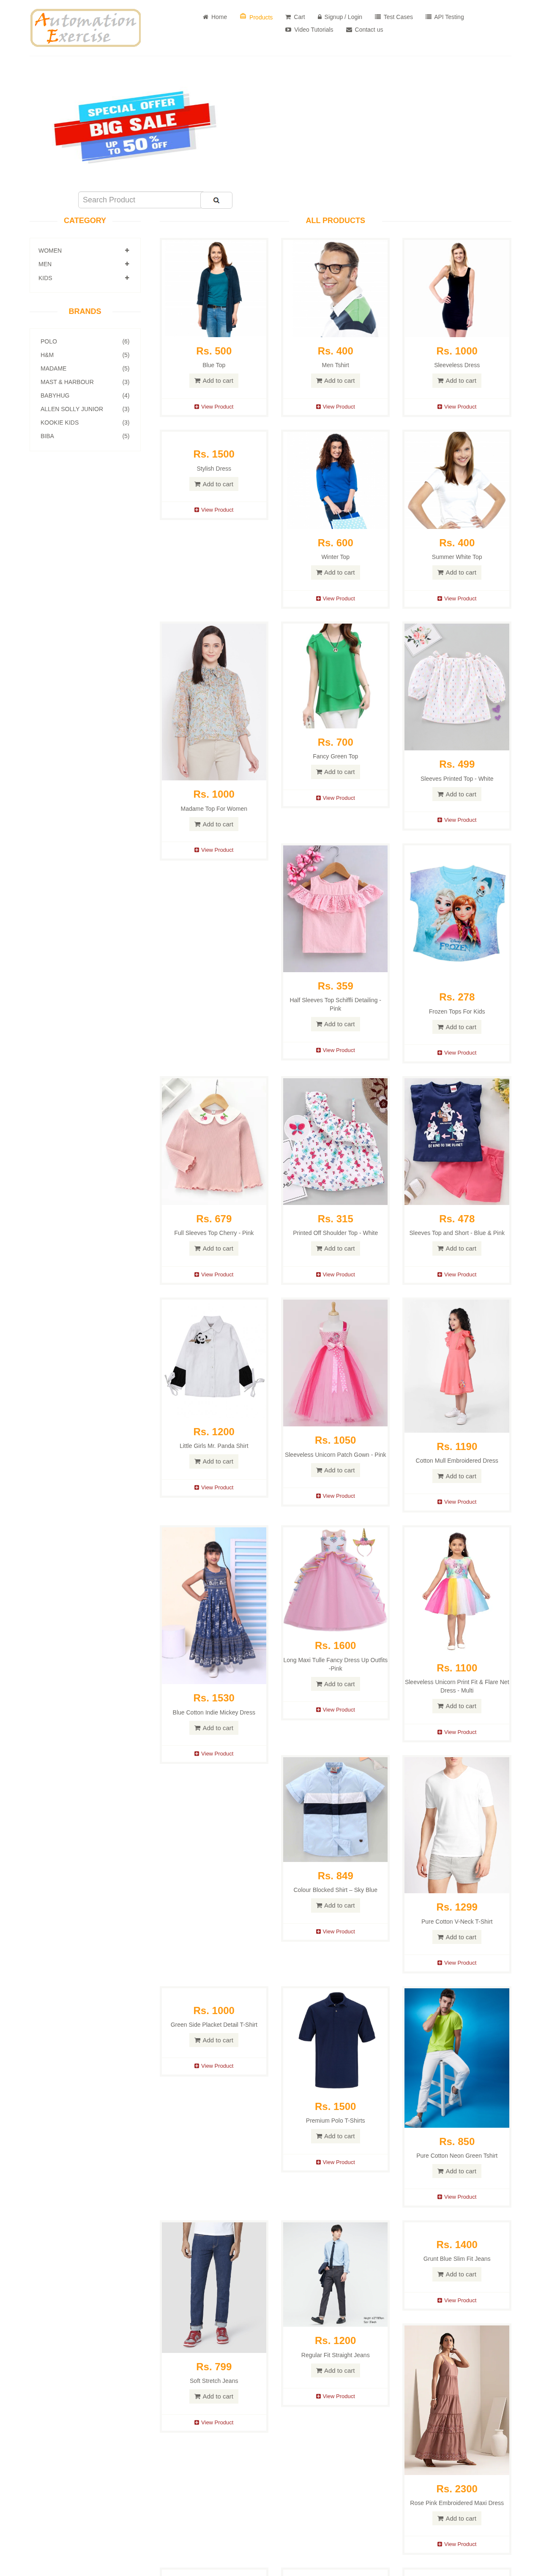 Automation
Exercise
Home
Products
Cart
Signup / Login
Test Cases
API Testing
Video Tutorials
Contact us
SPECIAL OFFER
BIG SALE
UP TO 50% OFF
Search Product
CATEGORY
WOMEN
MEN
KIDS
BRANDS
POLO (6)
H&M (5)
MADAME (5)
MAST & HARBOUR (3)
BABYHUG (4)
ALLEN SOLLY JUNIOR (3)
KOOKIE KIDS (3)
BIBA (5)
ALL PRODUCTS
Rs. 500
Blue Top
Add to cart
View Product
Rs. 400
Men Tshirt
Add to cart
View Product
Rs. 1000
Sleeveless Dress
Add to cart
View Product
Rs. 1500
Stylish Dress
Add to cart
View Product
Rs. 600
Winter Top
Add to cart
View Product
Rs. 400
Summer White Top
Add to cart
View Product
Rs. 1000
Madame Top For Women
Add to cart
View Product
Rs. 700
Fancy Green Top
Add to cart
View Product
Rs. 499
Sleeves Printed Top - White
Add to cart
View Product
Rs. 359
Half Sleeves Top Schiffli Detailing -
Pink
Add to cart
View Product
FROZEN
Rs. 278
Frozen Tops For Kids
Add to cart
View Product
Rs. 679
Full Sleeves Top Cherry - Pink
Add to cart
View Product
Rs. 315
Printed Off Shoulder Top - White
Add to cart
View Product
BE KIND TO THE PLANET
Rs. 478
Sleeves Top and Short - Blue & Pink
Add to cart
View Product
Rs. 1200
Little Girls Mr. Panda Shirt
Add to cart
View Product
Rs. 1050
Sleeveless Unicorn Patch Gown - Pink
Add to cart
View Product
Rs. 1190
Cotton Mull Embroidered Dress
Add to cart
View Product
Rs. 1530
Blue Cotton Indie Mickey Dress
Add to cart
View Product
Rs. 1600
Long Maxi Tulle Fancy Dress Up Outfits
-Pink
Add to cart
View Product
Rs. 1100
Sleeveless Unicorn Print Fit & Flare Net
Dress - Multi
Add to cart
View Product
Rs. 849
Colour Blocked Shirt – Sky Blue
Add to cart
View Product
Rs. 1299
Pure Cotton V-Neck T-Shirt
Add to cart
View Product
Rs. 1000
Green Side Placket Detail T-Shirt
Add to cart
View Product
Rs. 1500
Premium Polo T-Shirts
Add to cart
View Product
Rs. 850
Pure Cotton Neon Green Tshirt
Add to cart
View Product
Rs. 799
Soft Stretch Jeans
Add to cart
View Product
Rs. 1200
Regular Fit Straight Jeans
Add to cart
View Product
Rs. 1400
Grunt Blue Slim Fit Jeans
Add to cart
View Product
Rs. 2300
Rose Pink Embroidered Maxi Dress
Add to cart
View Product